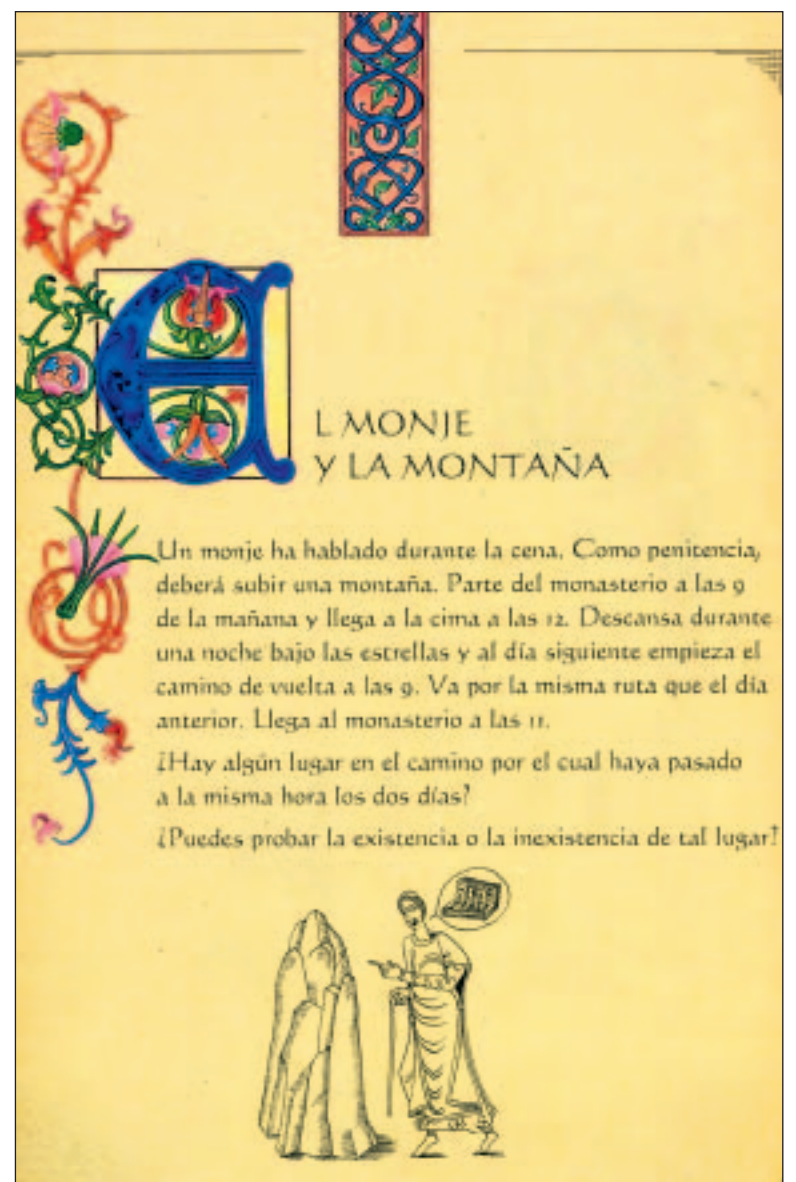 EL MONJE
Y LA MONTAÑA
Un monje ha hablado durante la cena. Como penitencia,
deberá subir una montaña. Parte del monasterio a las 9
de la mañana y llega a la cima a las 12. Descansa durante
una noche bajo las estrellas y al día siguiente empieza el
camino de vuelta a las 9. Va por la misma ruta que el día
anterior. Llega al monasterio a las 11.
¿Hay algún lugar en el camino por el cual haya pasado
a la misma hora los dos días?
¿Puedes probar la existencia o la inexistencia de tal lugar?